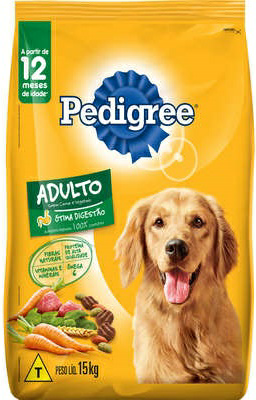 A partir de
12
meses
de idade*
Pedigree®
ADULTO
Sabor Carne e Vegetais
ÓTIMA DIGESTÃO
100%
FIBRAS
NATURAIS
PROTEÍNA
DE ALTA
QUALIDADE
VITAMINAS E
MINERAIS
ÔMEGA 6
T
PESO LÍQ. 15kg